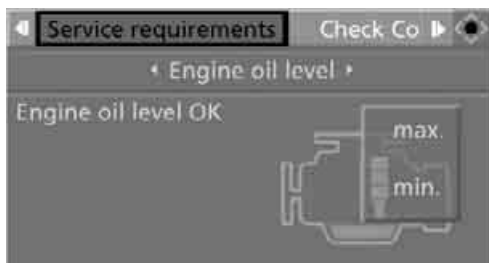 Service requirements Check Co
Engine oil level
Engine oil level OK
max.
min.